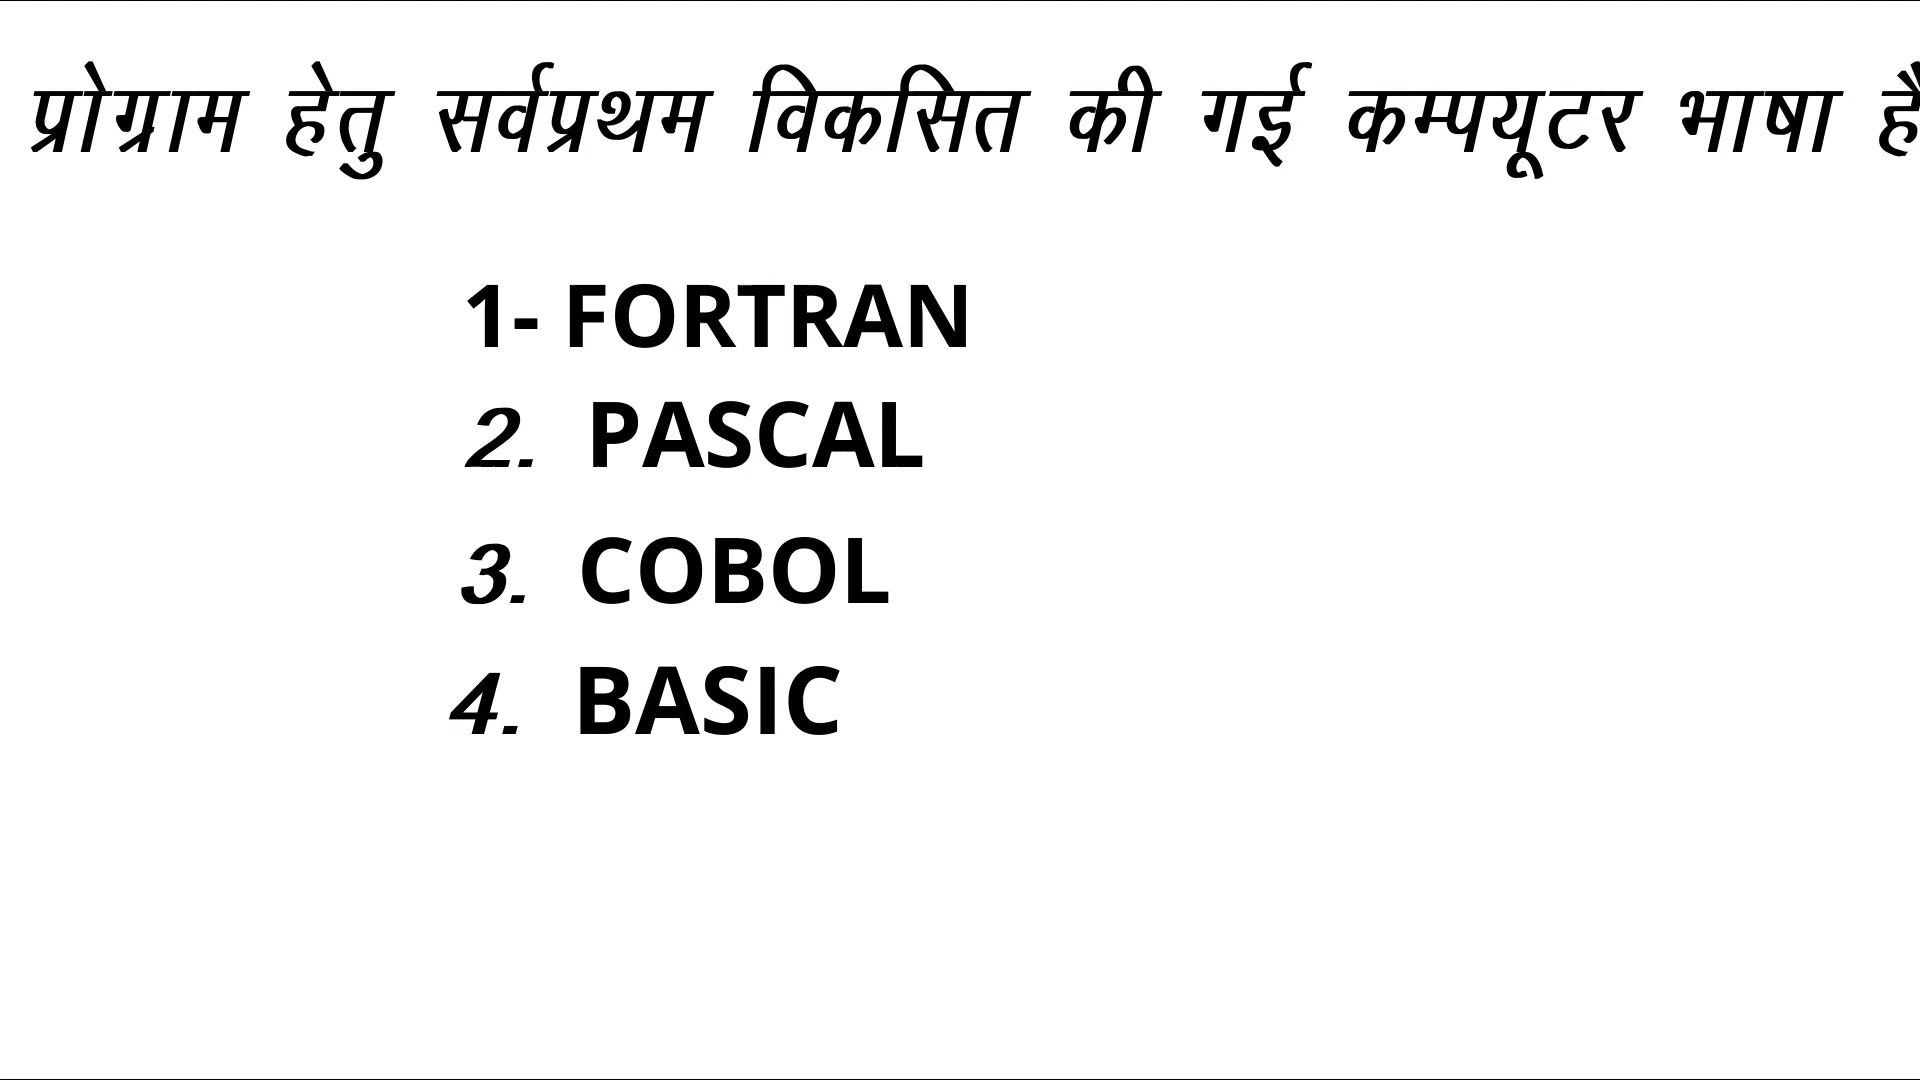 प्रोग्राम हेतु सर्वप्रथम विकसित की गई कम्पयूटर भाषा है
1- FORTRAN
2. PASCAL
3. COBOL
4. BASIC